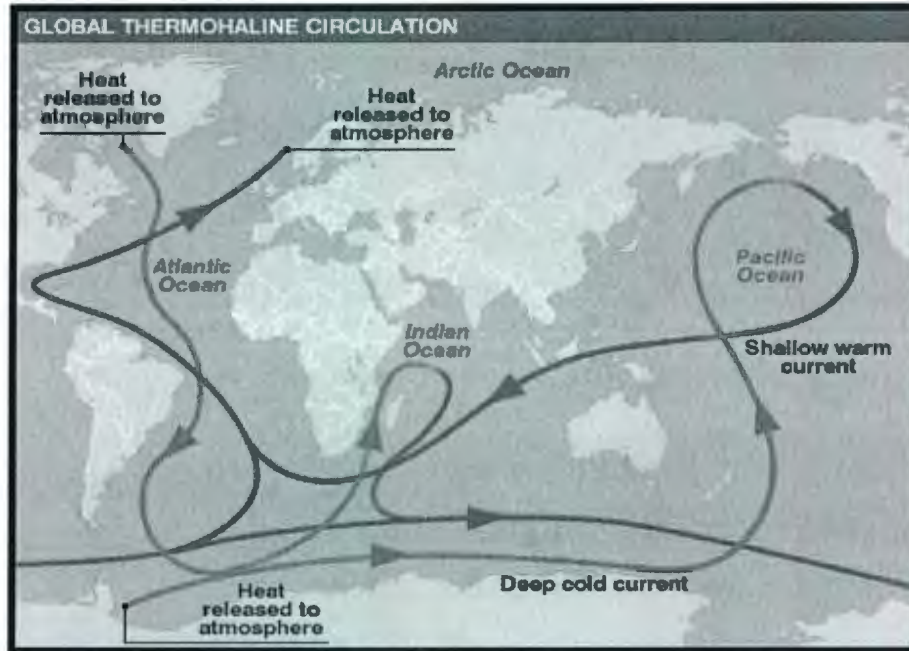 GLOBAL THERMOHALINE CIRCULATION
Arctic Ocean
Heat
released to
atmosphere
Heat
released to
atmosphere
Atlantic
Ocean
Pacific
Ocean
Indian
Ocean
Shallow warm
current
Deep cold current
Heat
released to
atmosphere